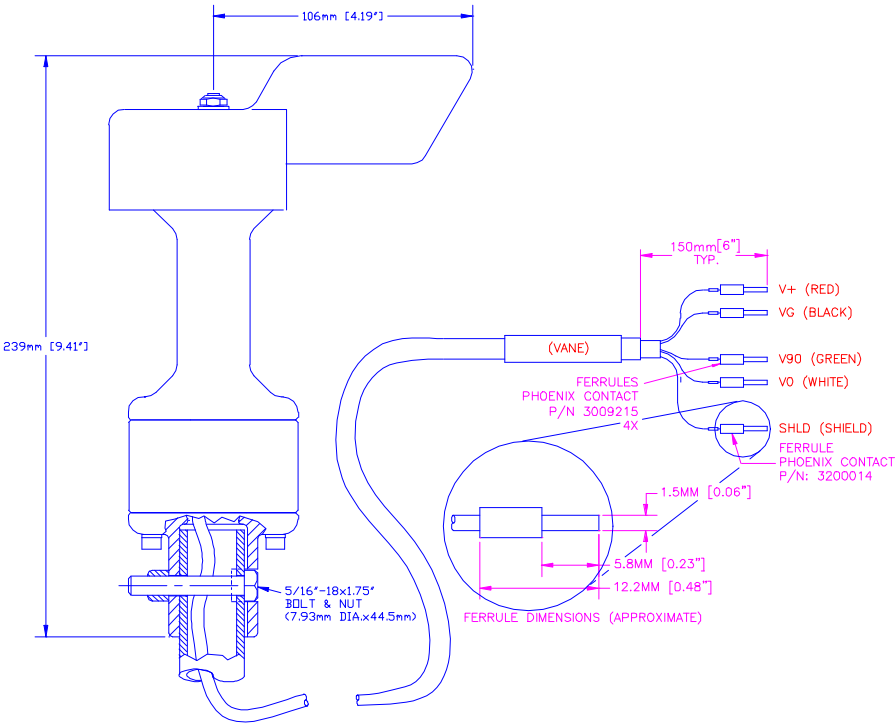 106mm [4.19"]
239mm [9.41"]
150mm[6"]
TYP.
V+ (RED)
VG (BLACK)
(VANE)
V90 (GREEN)
V0 (WHITE)
FERRULES
PHOENIX CONTACT
P/N 3009215
4X
SHLD (SHIELD)
FERRULE
PHOENIX CONTACT
P/N: 3200014
1.5MM [0.06"]
5.8MM [0.23"]
12.2MM [0.48"]
FERRULE DIMENSIONS (APPROXIMATE)
5/16"-18x1.75"
BOLT & NUT
(7.93mm DIA.x44.5mm)